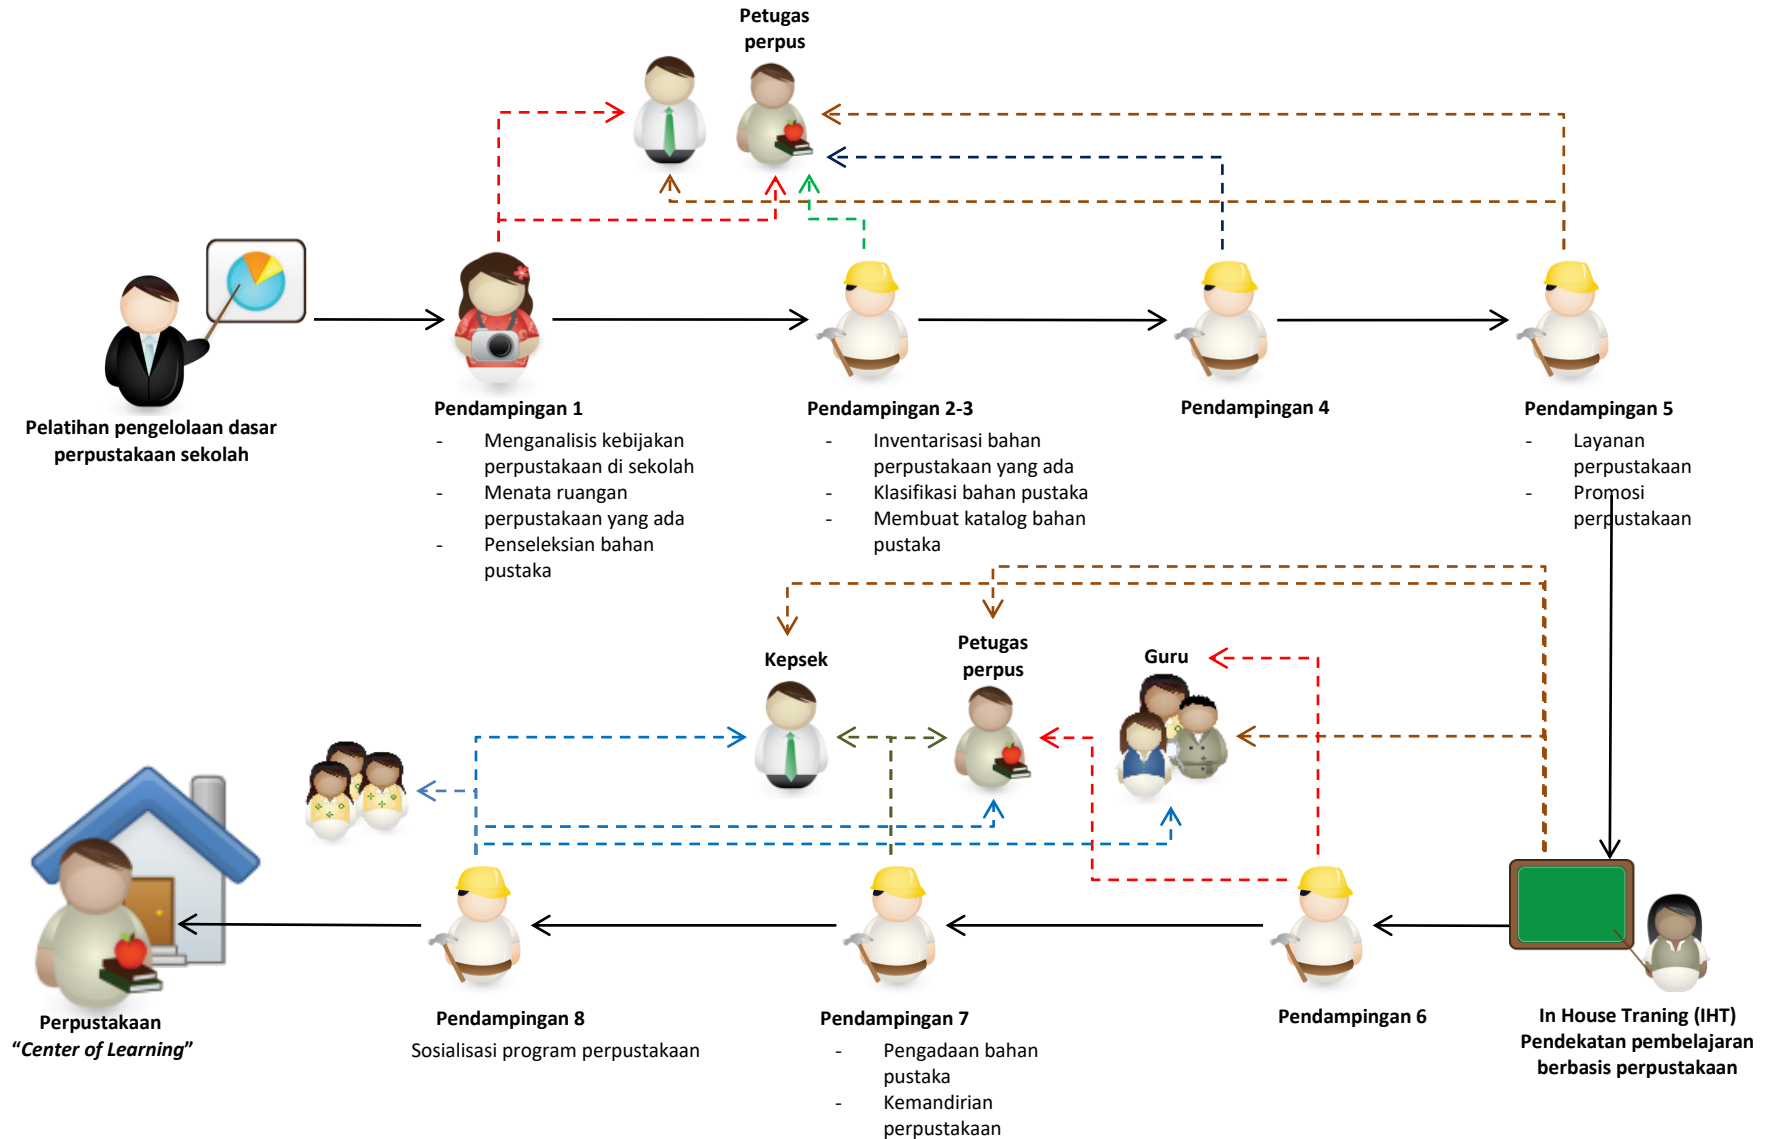 Petugas
perpus
Pelatihan pengelolaan dasar
perpustakaan sekolah
Pendampingan 1
- Menganalisis kebijakan
perpustakaan di sekolah
- Menata ruangan
perpustakaan yang ada
- Penseleksian bahan
pustaka
Pendampingan 2-3
- Inventarisasi bahan
perpustakaan yang ada
- Klasifikasi bahan pustaka
- Membuat katalog bahan
pustaka
Pendampingan 4
Pendampingan 5
- Layanan
perpustakaan
- Promosi
perpustakaan
Kepsek
Petugas
perpus
Guru
Perpustakaan
“Center of Learning”
Pendampingan 8
Sosialisasi program perpustakaan
Pendampingan 7
- Pengadaan bahan
pustaka
- Kemandirian
perpustakaan
Pendampingan 6
In House Traning (IHT)
Pendekatan pembelajaran
berbasis perpustakaan